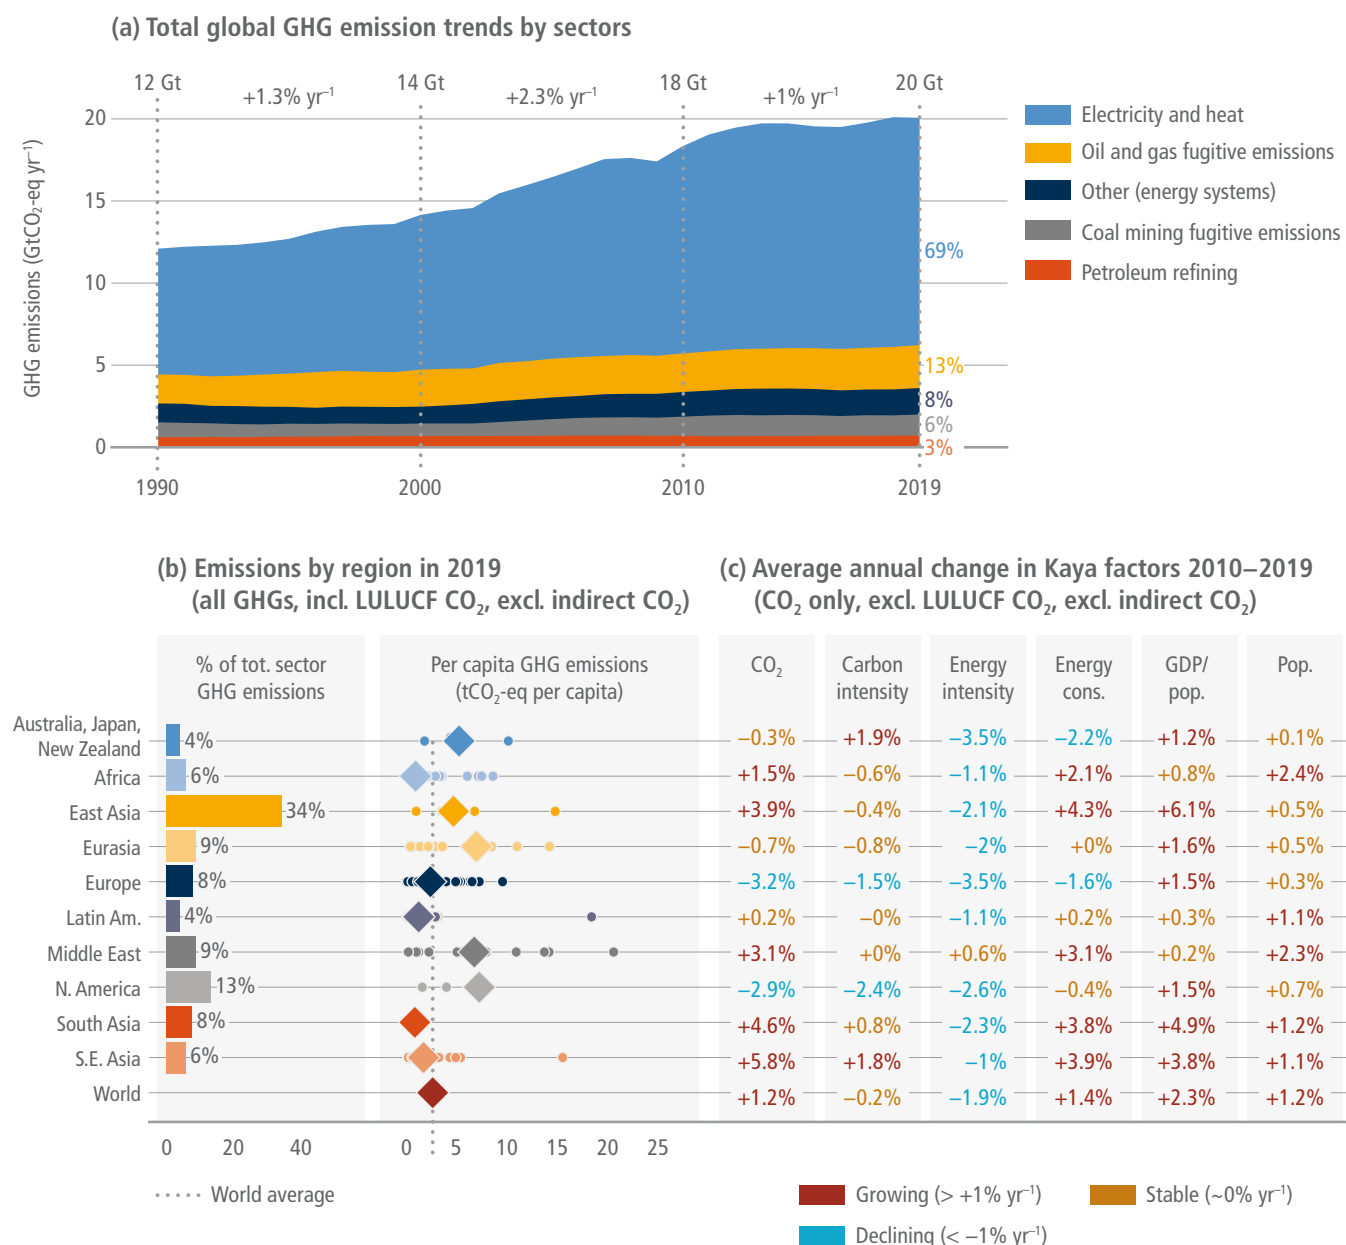 (a) Total global GHG emission trends by sectors
12 Gt 14 Gt 18 Gt 20 Gt
+1.3% yr⁻¹ +2.3% yr⁻¹ +1% yr⁻¹
GHG emissions (GtCO₂-eq yr⁻¹)
20
15
10
5
0
1990 2000 2010 2019
69%
13%
8%
6%
3%
Electricity and heat
Oil and gas fugitive emissions
Other (energy systems)
Coal mining fugitive emissions
Petroleum refining
(b) Emissions by region in 2019
(all GHGs, incl. LULUCF CO₂, excl. indirect CO₂)
(c) Average annual change in Kaya factors 2010–2019
(CO₂ only, excl. LULUCF CO₂, excl. indirect CO₂)
% of tot. sector
GHG emissions
Per capita GHG emissions
(tCO₂-eq per capita)
CO₂
Carbon
intensity
Energy
intensity
Energy
cons.
GDP/
pop.
Pop.
Australia, Japan,
New Zealand 4% −0.3% +1.9% −3.5% −2.2% +1.2% +0.1%
Africa 6% +1.5% −0.6% −1.1% +2.1% +0.8% +2.4%
East Asia 34% +3.9% −0.4% −2.1% +4.3% +6.1% +0.5%
Eurasia 9% −0.7% −0.8% −2% +0% +1.6% +0.5%
Europe 8% −3.2% −1.5% −3.5% −1.6% +1.5% +0.3%
Latin Am. 4% +0.2% −0% −1.1% +0.2% +0.3% +1.1%
Middle East 9% +3.1% +0% +0.6% +3.1% +0.2% +2.3%
N. America 13% −2.9% −2.4% −2.6% −0.4% +1.5% +0.7%
South Asia 8% +4.6% +0.8% −2.3% +3.8% +4.9% +1.2%
S.E. Asia 6% +5.8% +1.8% −1% +3.9% +3.8% +1.1%
World +1.2% −0.2% −1.9% +1.4% +2.3% +1.2%
0 20 40 0 5 10 15 20 25
World average
Growing (> +1% yr⁻¹) Stable (~0% yr⁻¹)
Declining (< −1% yr⁻¹)